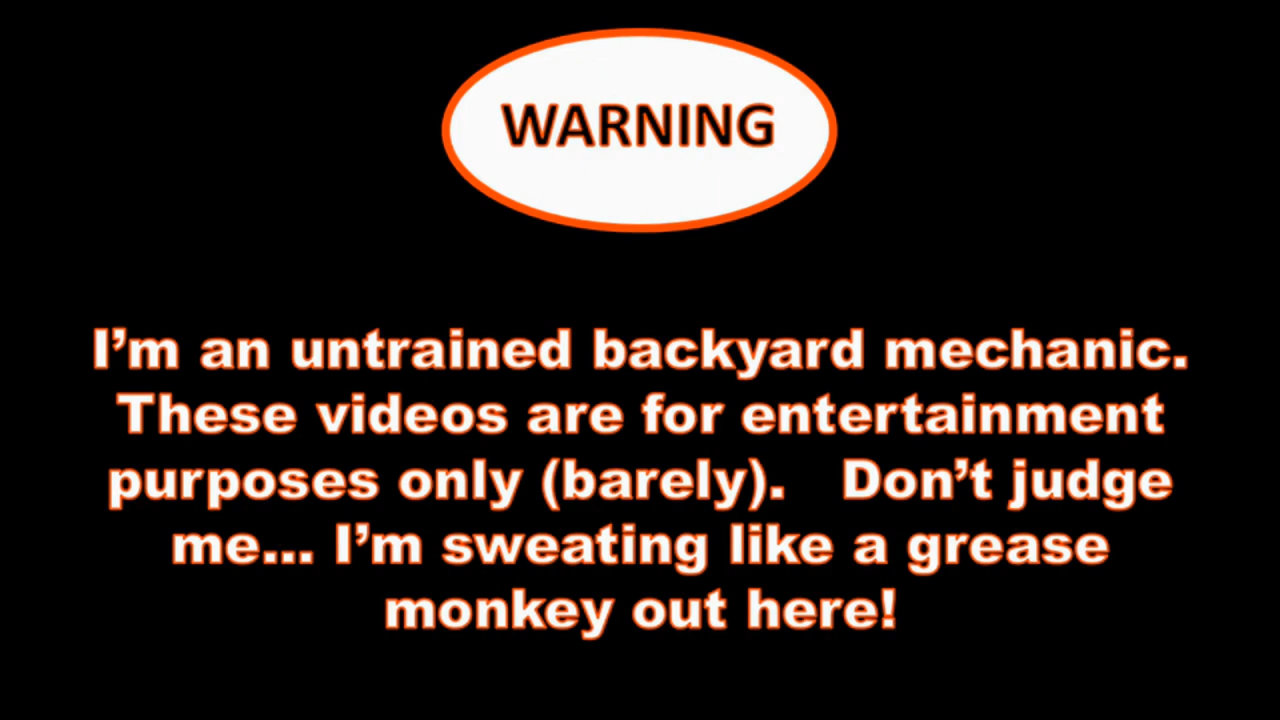 WARNING
I’m an untrained backyard mechanic.
These videos are for entertainment
purposes only (barely).   Don’t judge
me... I’m sweating like a grease
monkey out here!